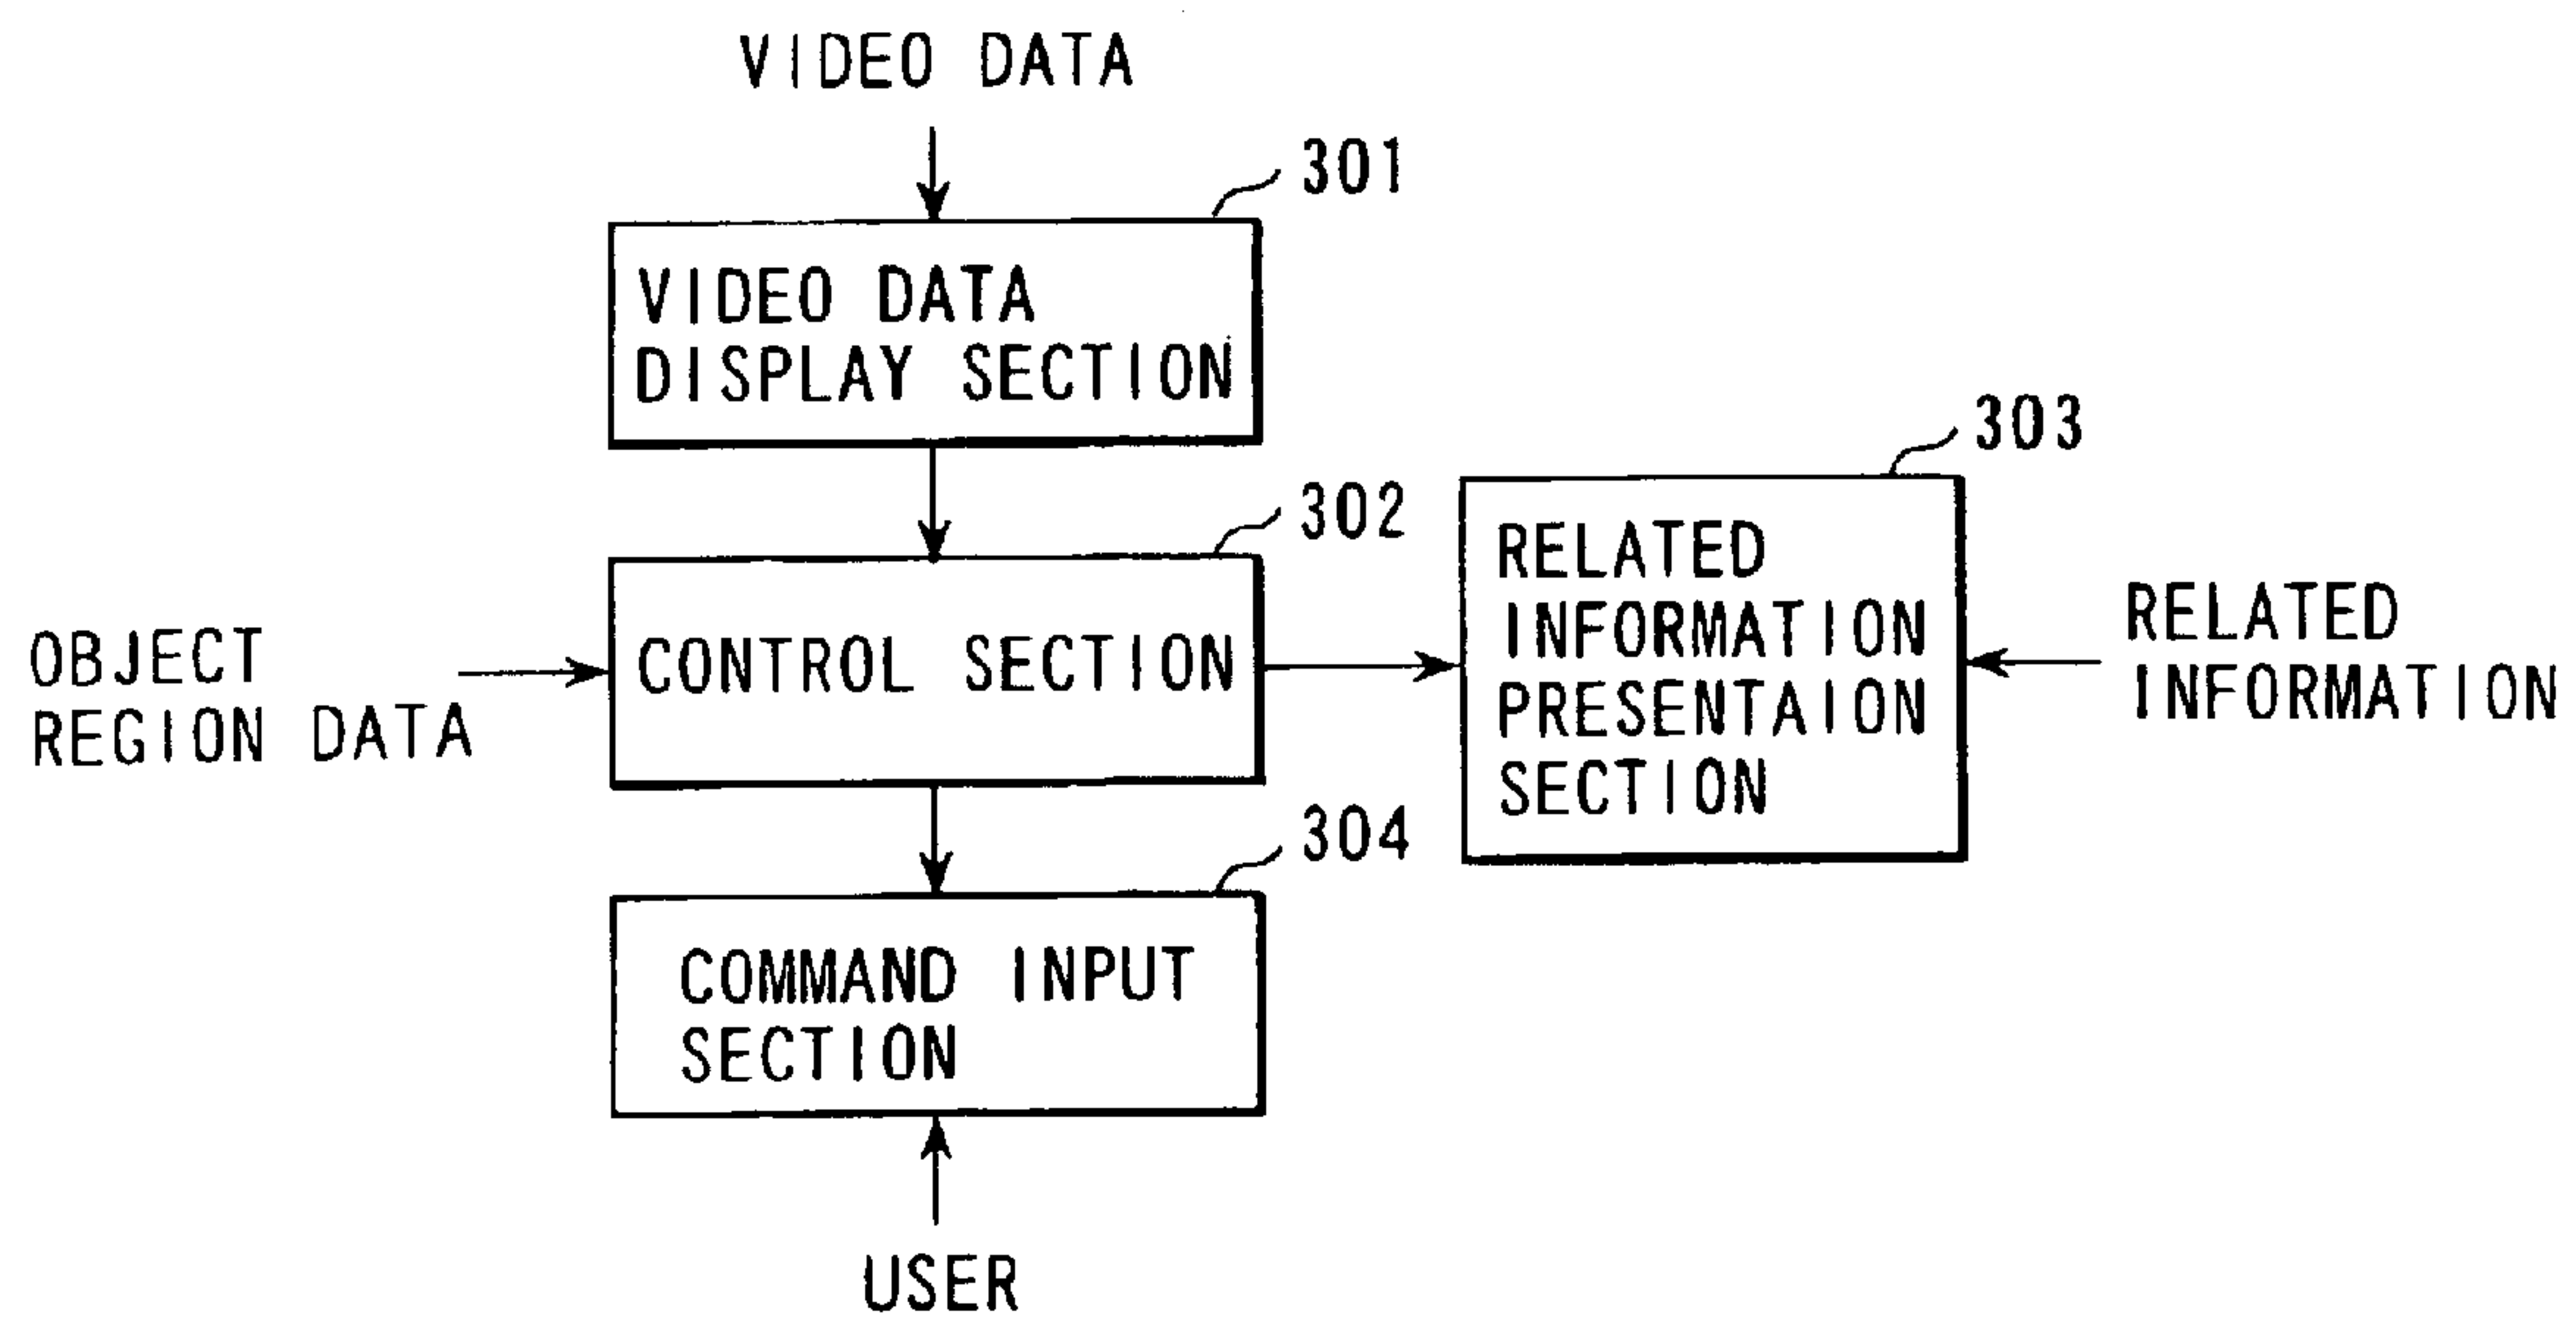 VIDEO DATA
301
VIDEO DATA
DISPLAY SECTION
302
303
OBJECT
REGION DATA
CONTROL SECTION
RELATED
INFORMATION
PRESENTAION
SECTION
RELATED
INFORMATION
304
COMMAND INPUT
SECTION
USER